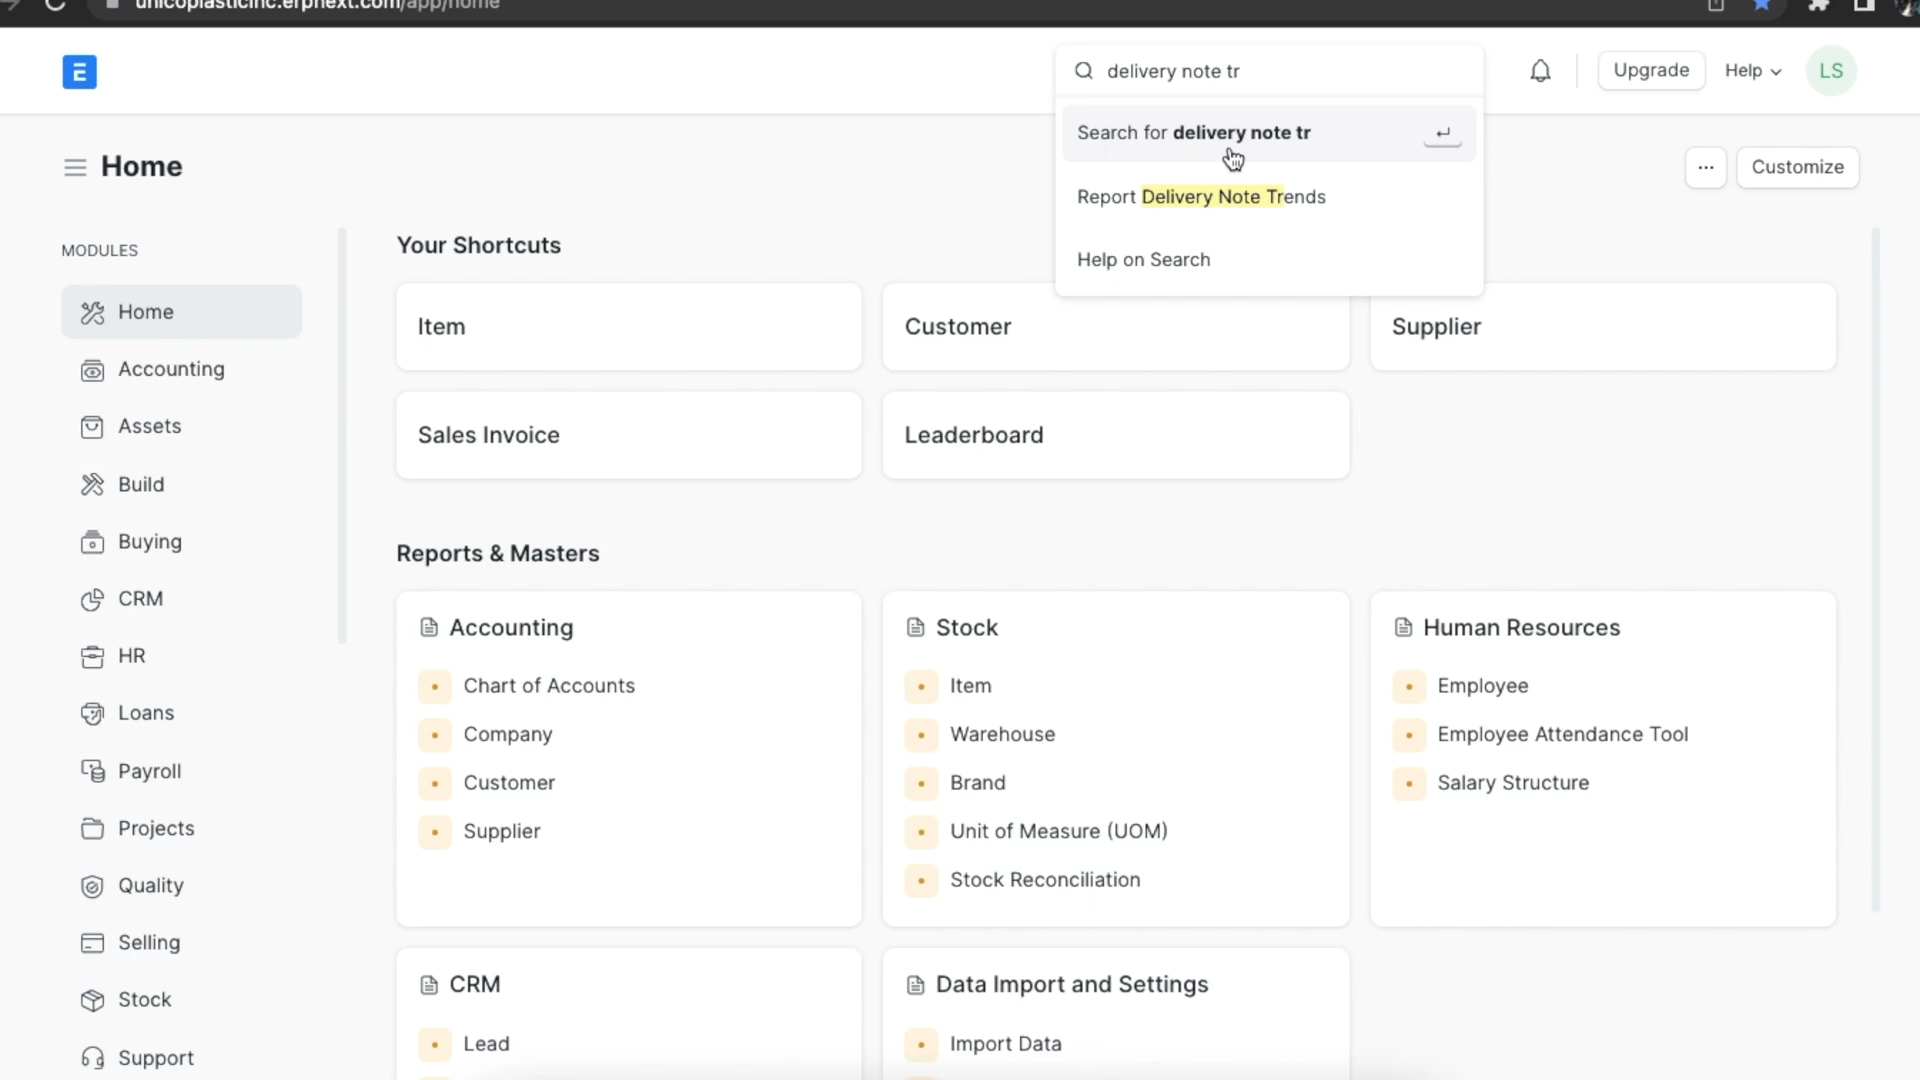 unicoplasticinc.erpnext.com/app/home
E
delivery note tr
Upgrade
Help
LS
Search for delivery note tr
Report Delivery Note Trends
Help on Search
Home
...
Customize
MODULES
Home
Accounting
Assets
Build
Buying
CRM
HR
Loans
Payroll
Projects
Quality
Selling
Stock
Support
Your Shortcuts
Item
Customer
Supplier
Sales Invoice
Leaderboard
Reports & Masters
Accounting
Chart of Accounts
Company
Customer
Supplier
Stock
Item
Warehouse
Brand
Unit of Measure (UOM)
Stock Reconciliation
Human Resources
Employee
Employee Attendance Tool
Salary Structure
CRM
Lead
Data Import and Settings
Import Data